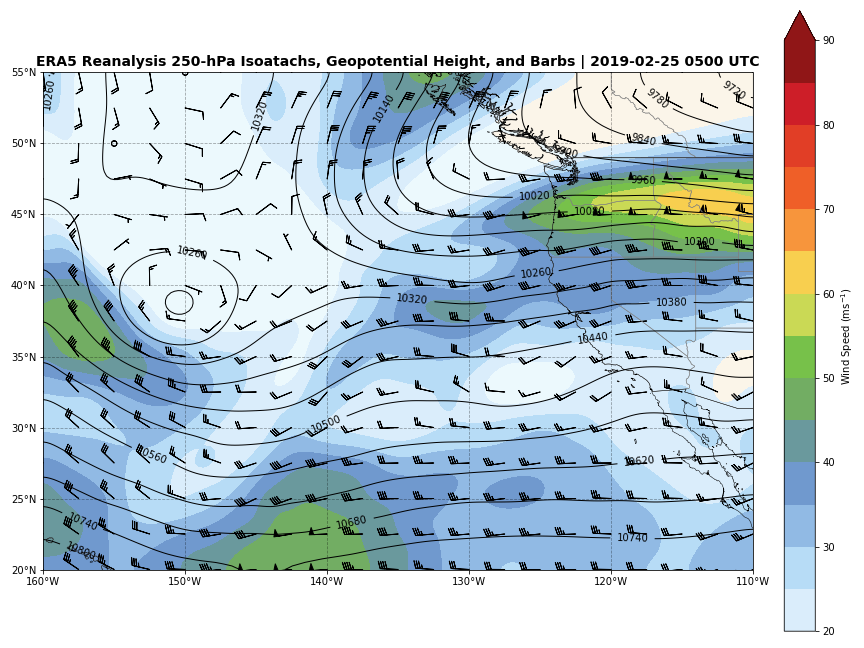 ERA5 Reanalysis 250-hPa Isoatachs, Geopotential Height, and Barbs | 2019-02-25 0500 UTC
90
80
70
60
50
40
30
20
Wind Speed (ms⁻¹)
55°N
50°N
45°N
40°N
35°N
30°N
25°N
20°N
160°W
150°W
140°W
130°W
120°W
110°W
10260
10320
10140
9780
9720
9840
9900
9960
10020
10080
10200
10260
10260
10320
10380
10440
10500
10560
10620
10680
10740
10740
10800